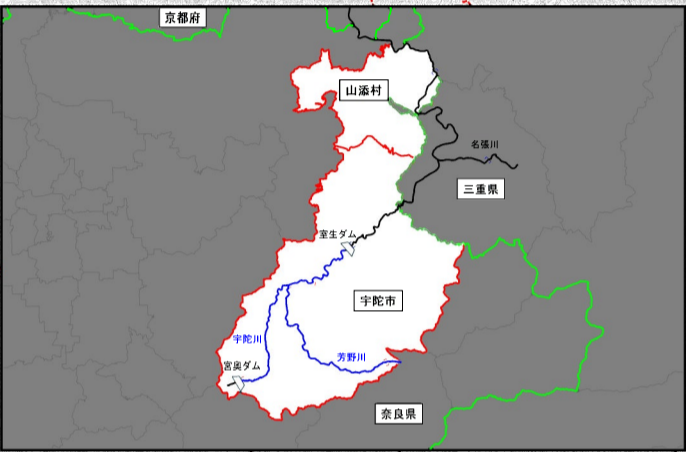 京都府
山添村
名張川
三重県
室生ダム
宇陀市
宇陀川
芳野川
宮奥ダム
奈良県